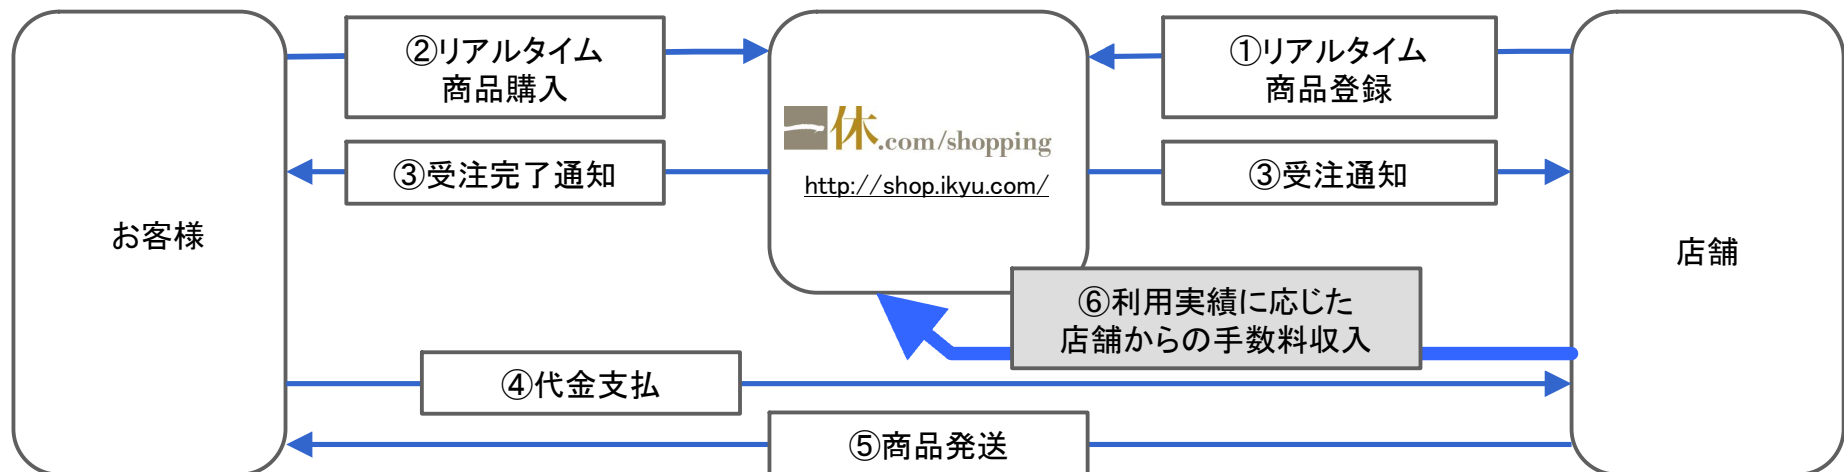 ②リアルタイム
商品購入
①リアルタイム
商品登録
一休.com/shopping
http://shop.ikyu.com/
③受注完了通知
③受注通知
お客様
店舗
⑥利用実績に応じた
店舗からの手数料収入
④代金支払
⑤商品発送